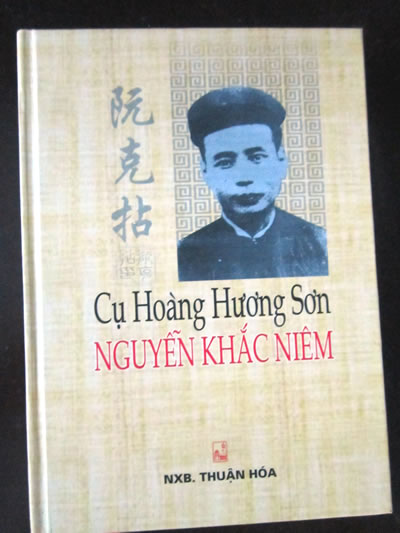 阮克拈
Cụ Hoàng Hương Sơn
NGUYỄN KHẮC NIÊM
NXB. THUẬN HÓA